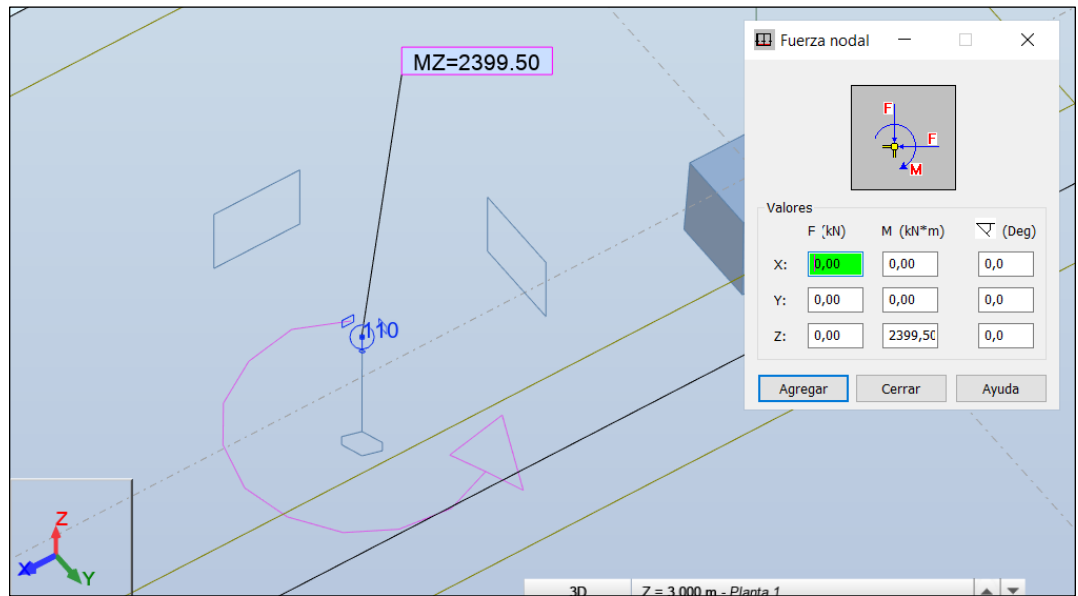 MZ=2399.50
110
Z
X
Y
3D Z = 3.000 m - Planta 1
Fuerza nodal
F
F
M
Valores
F (kN) M (kN*m) (Deg)
X: 0,00 0,00 0,0
Y: 0,00 0,00 0,0
Z: 0,00 2399,50 0,0
Agregar Cerrar Ayuda